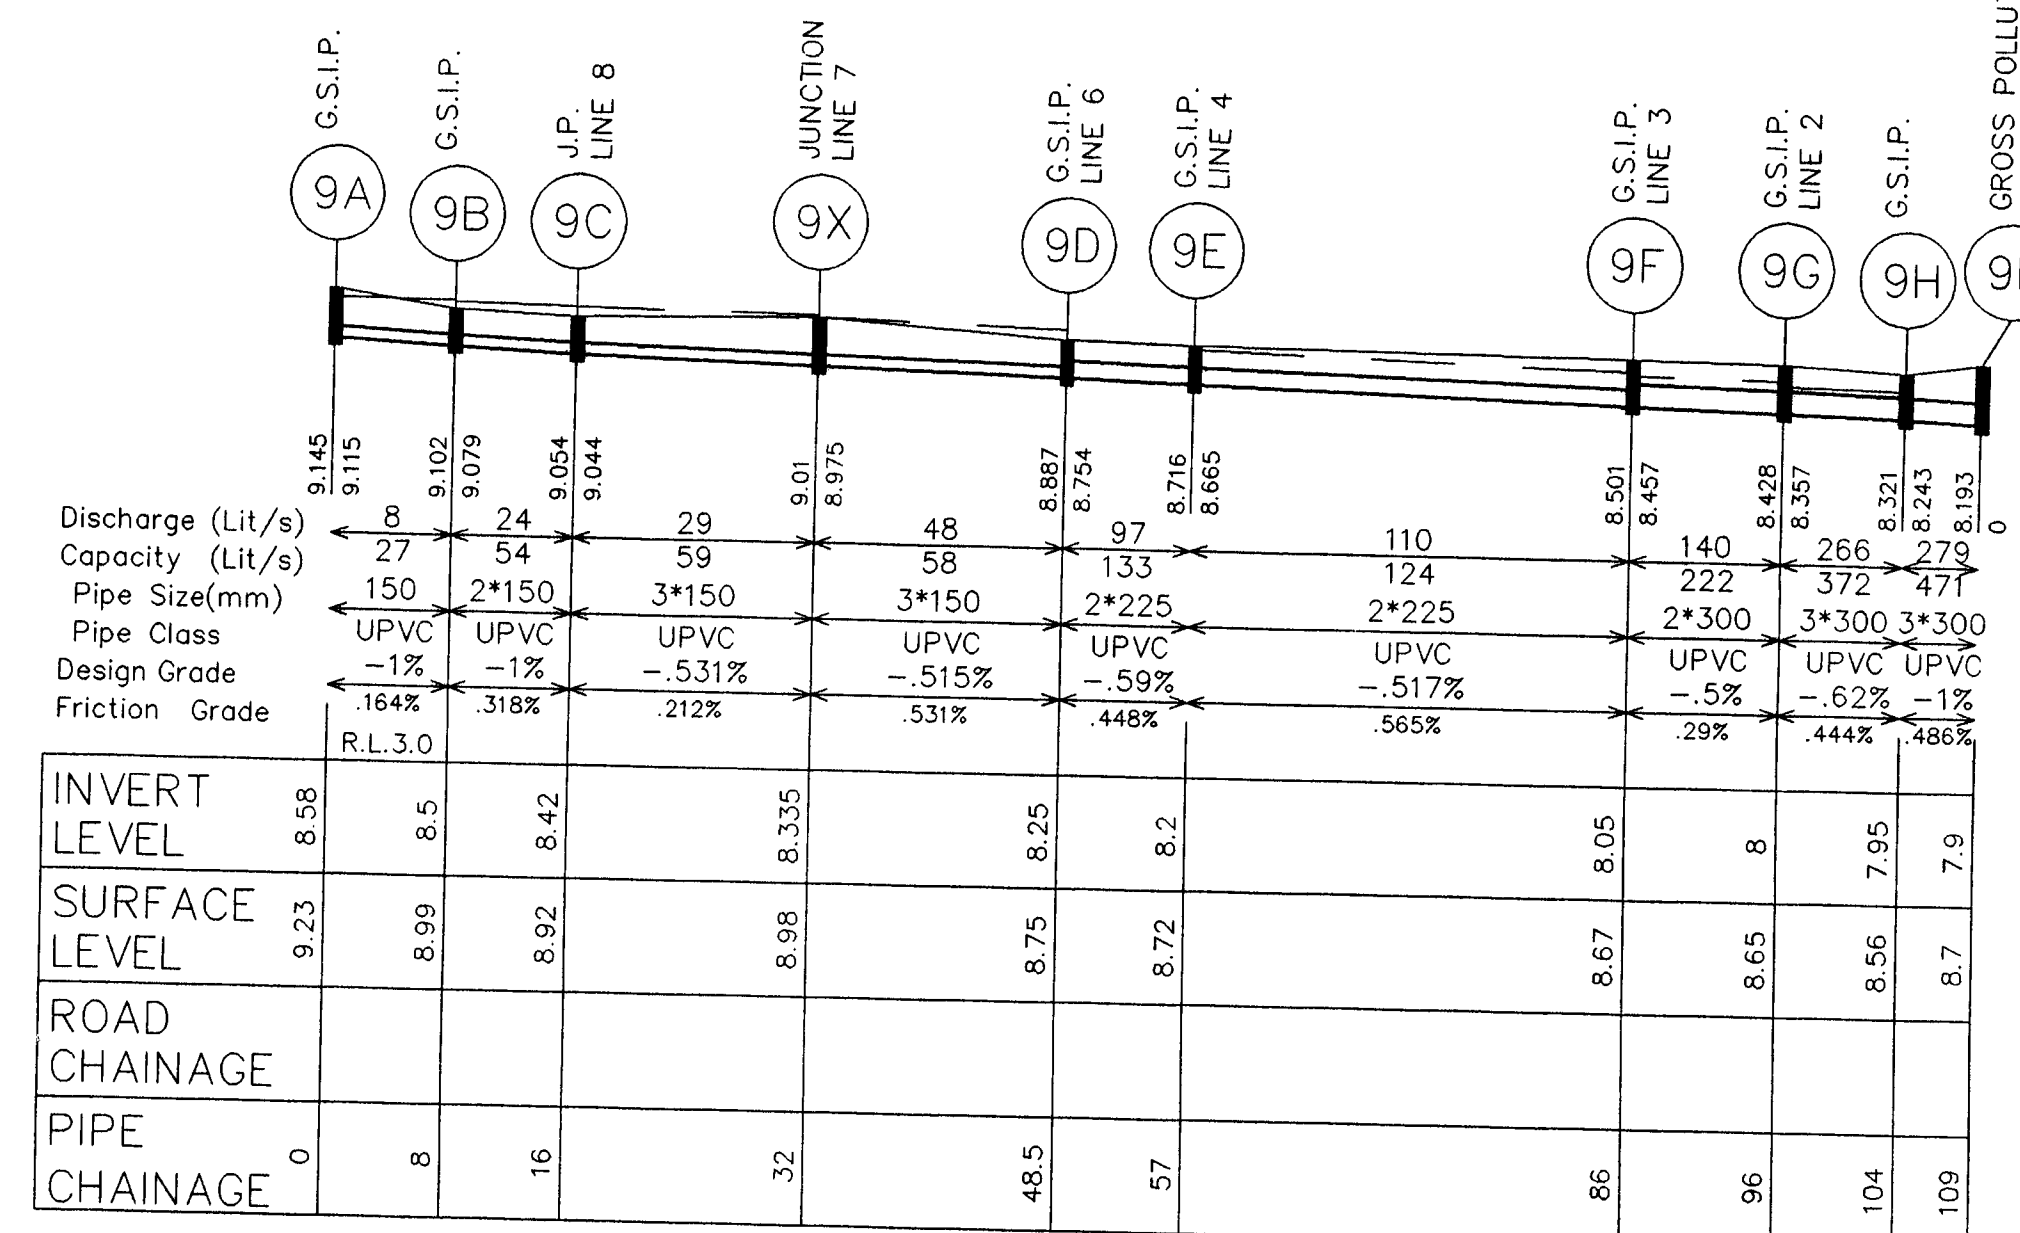 G.S.I.P.
G.S.I.P.
J.P.
LINE 8
JUNCTION
LINE 7
G.S.I.P.
LINE 6
G.S.I.P.
LINE 4
G.S.I.P.
LINE 3
G.S.I.P.
LINE 2
G.S.I.P.
GROSS POLLU
9A 9B 9C 9X 9D 9E 9F 9G 9H 9
9.145
9.115
9.102
9.079
9.054
9.044
9.01
8.975
8.887
8.754
8.716
8.665
8.501
8.457
8.428
8.357
8.321
8.243
8.193
0
Discharge (Lit/s) 8 24 29 48 97 110 140 266 279
Capacity (Lit/s) 27 54 59 58 133 124 222 372 471
Pipe Size(mm) 150 2*150 3*150 3*150 2*225 2*225 2*300 3*300 3*300
Pipe Class UPVC UPVC UPVC UPVC UPVC UPVC UPVC UPVC UPVC
Design Grade -1% -1% -.531% -.515% -.59% -.517% -.5% -.62% -1%
Friction Grade .164% .318% .212% .531% .448% .565% .29% .444% .486%
R.L.3.0
INVERT
LEVEL 8.58 8.5 8.42 8.335 8.25 8.2 8.05 8 7.95 7.9
SURFACE
LEVEL 9.23 8.99 8.92 8.98 8.75 8.72 8.67 8.65 8.56 8.7
ROAD
CHAINAGE
PIPE
CHAINAGE 0 8 16 32 48.5 57 86 96 104 109